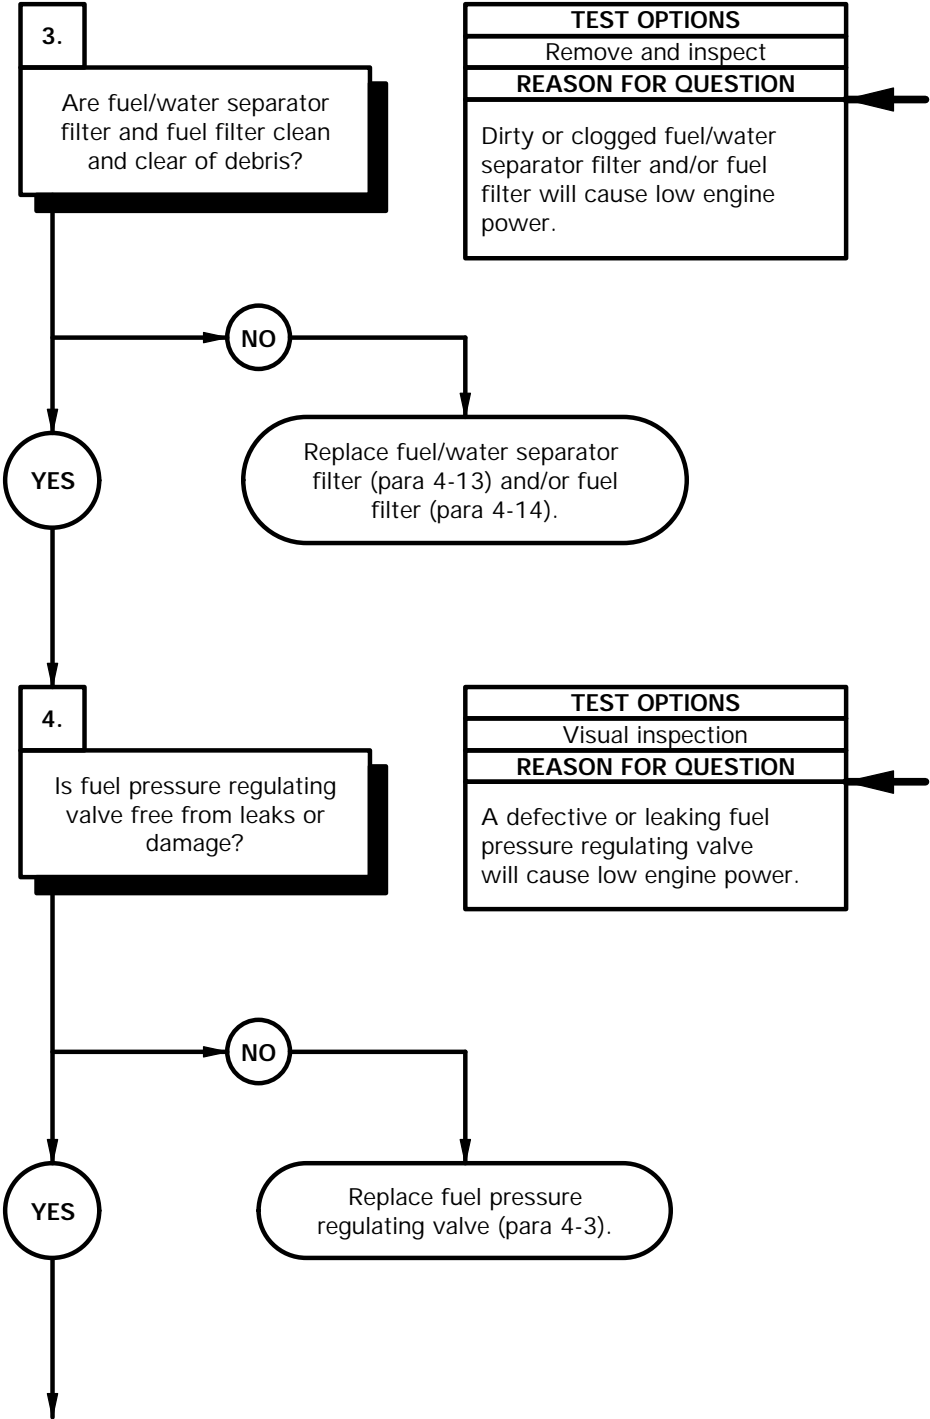 3.
Are fuel/water separator
filter and fuel filter clean
and clear of debris?
TEST OPTIONS
Remove and inspect
REASON FOR QUESTION
Dirty or clogged fuel/water
separator filter and/or fuel
filter will cause low engine
power.
NO
YES
Replace fuel/water separator
filter (para 4-13) and/or fuel
filter (para 4-14).
4.
Is fuel pressure regulating
valve free from leaks or
damage?
TEST OPTIONS
Visual inspection
REASON FOR QUESTION
A defective or leaking fuel
pressure regulating valve
will cause low engine power.
NO
YES
Replace fuel pressure
regulating valve (para 4-3).